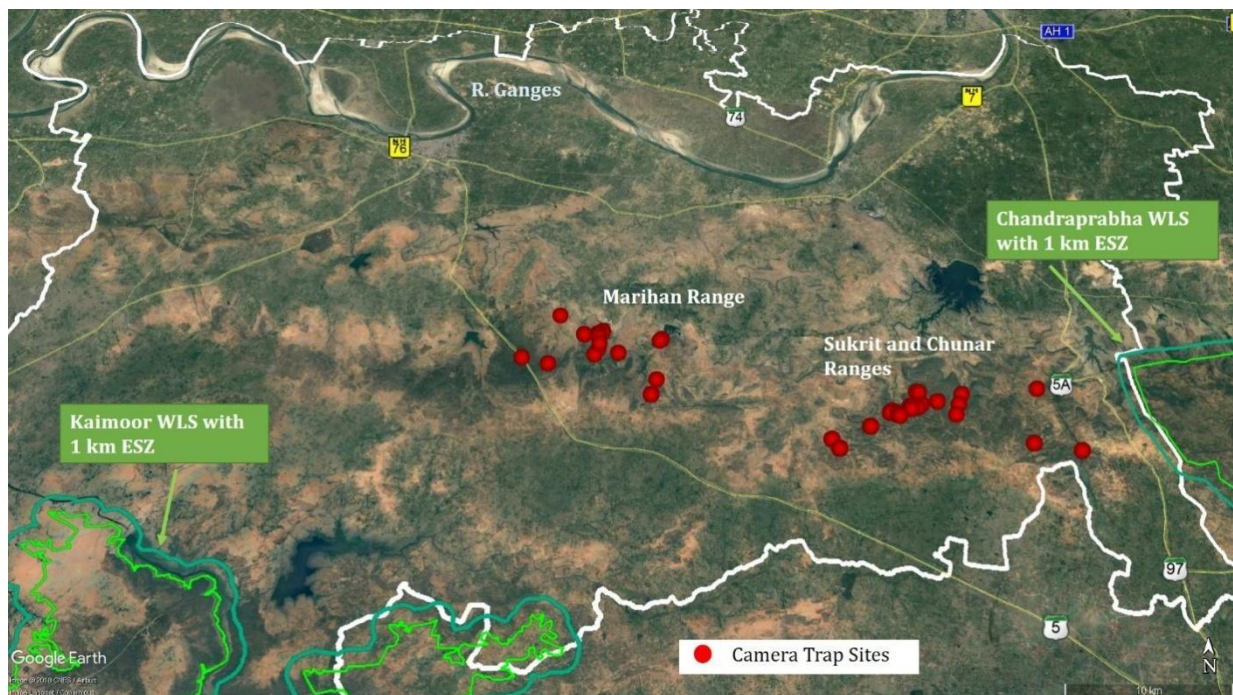 AH 1
R. Ganges
7
74
76
Chandraprabha WLS
with 1 km ESZ
Marihan Range
Sukrit and Chunar
Ranges
5A
Kaimoor WLS with
1 km ESZ
97
5
Camera Trap Sites
N
Google Earth
10 km